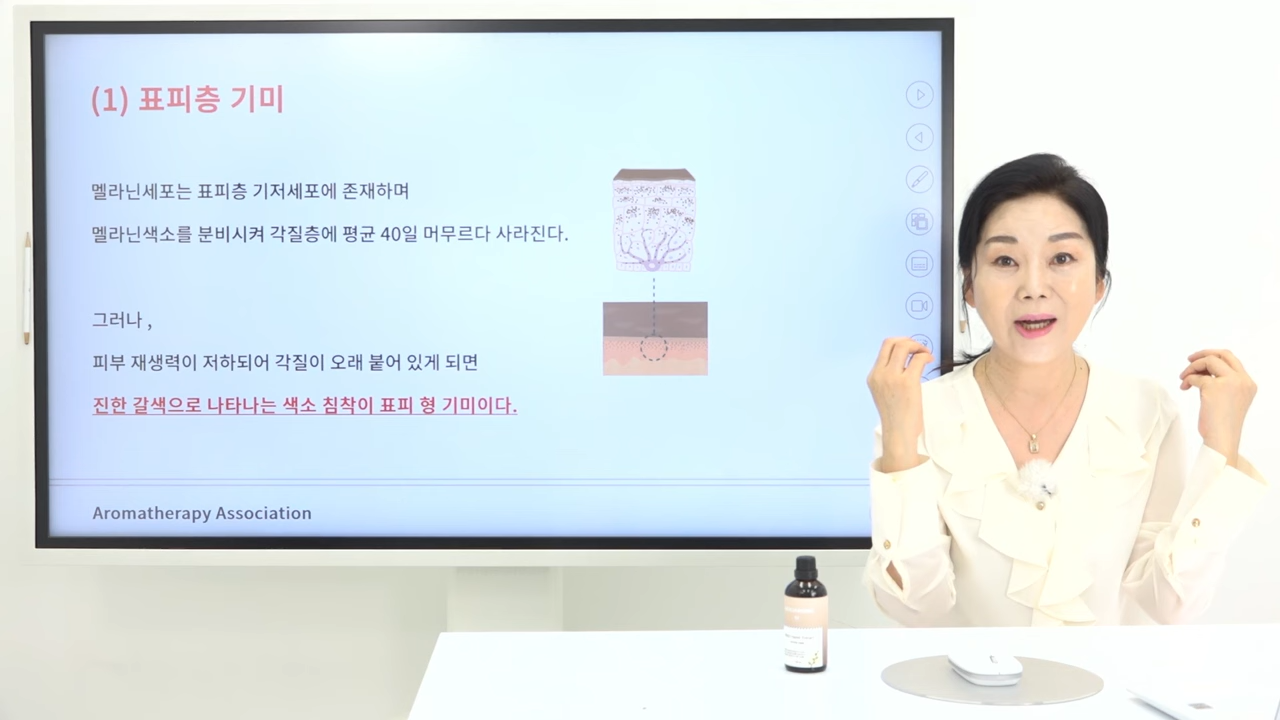 (1) 표피층 기미
멜라닌세포는 표피층 기저세포에 존재하며
멜라닌색소를 분비시켜 각질층에 평균 40일 머무르다 사라진다.
그러나 ,
피부 재생력이 저하되어 각질이 오래 붙어 있게 되면
진한 갈색으로 나타나는 색소 침착이 표피 형 기미이다.
Aromatherapy Association